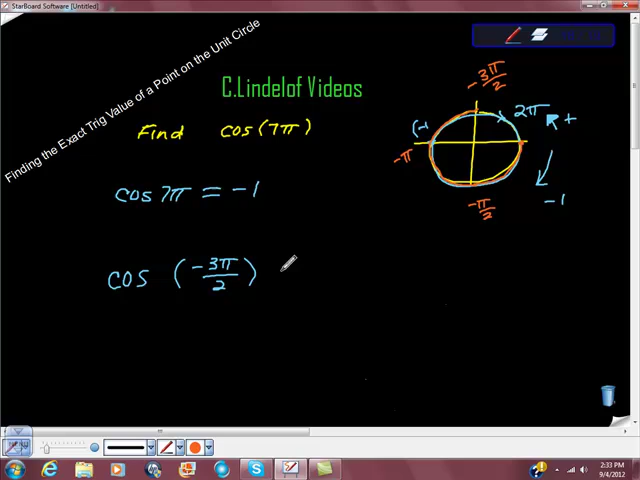 StarBoard Software [Untitled]
Finding the Exact Trig Value of a Point on the Unit Circle
C.Lindelof Videos
Find cos(7π)
cos 7π = -1
cos (-3π/2)
-3π/2
2π
(-1
R +
-π
-1
-π/2
2:33 PM
9/4/2012